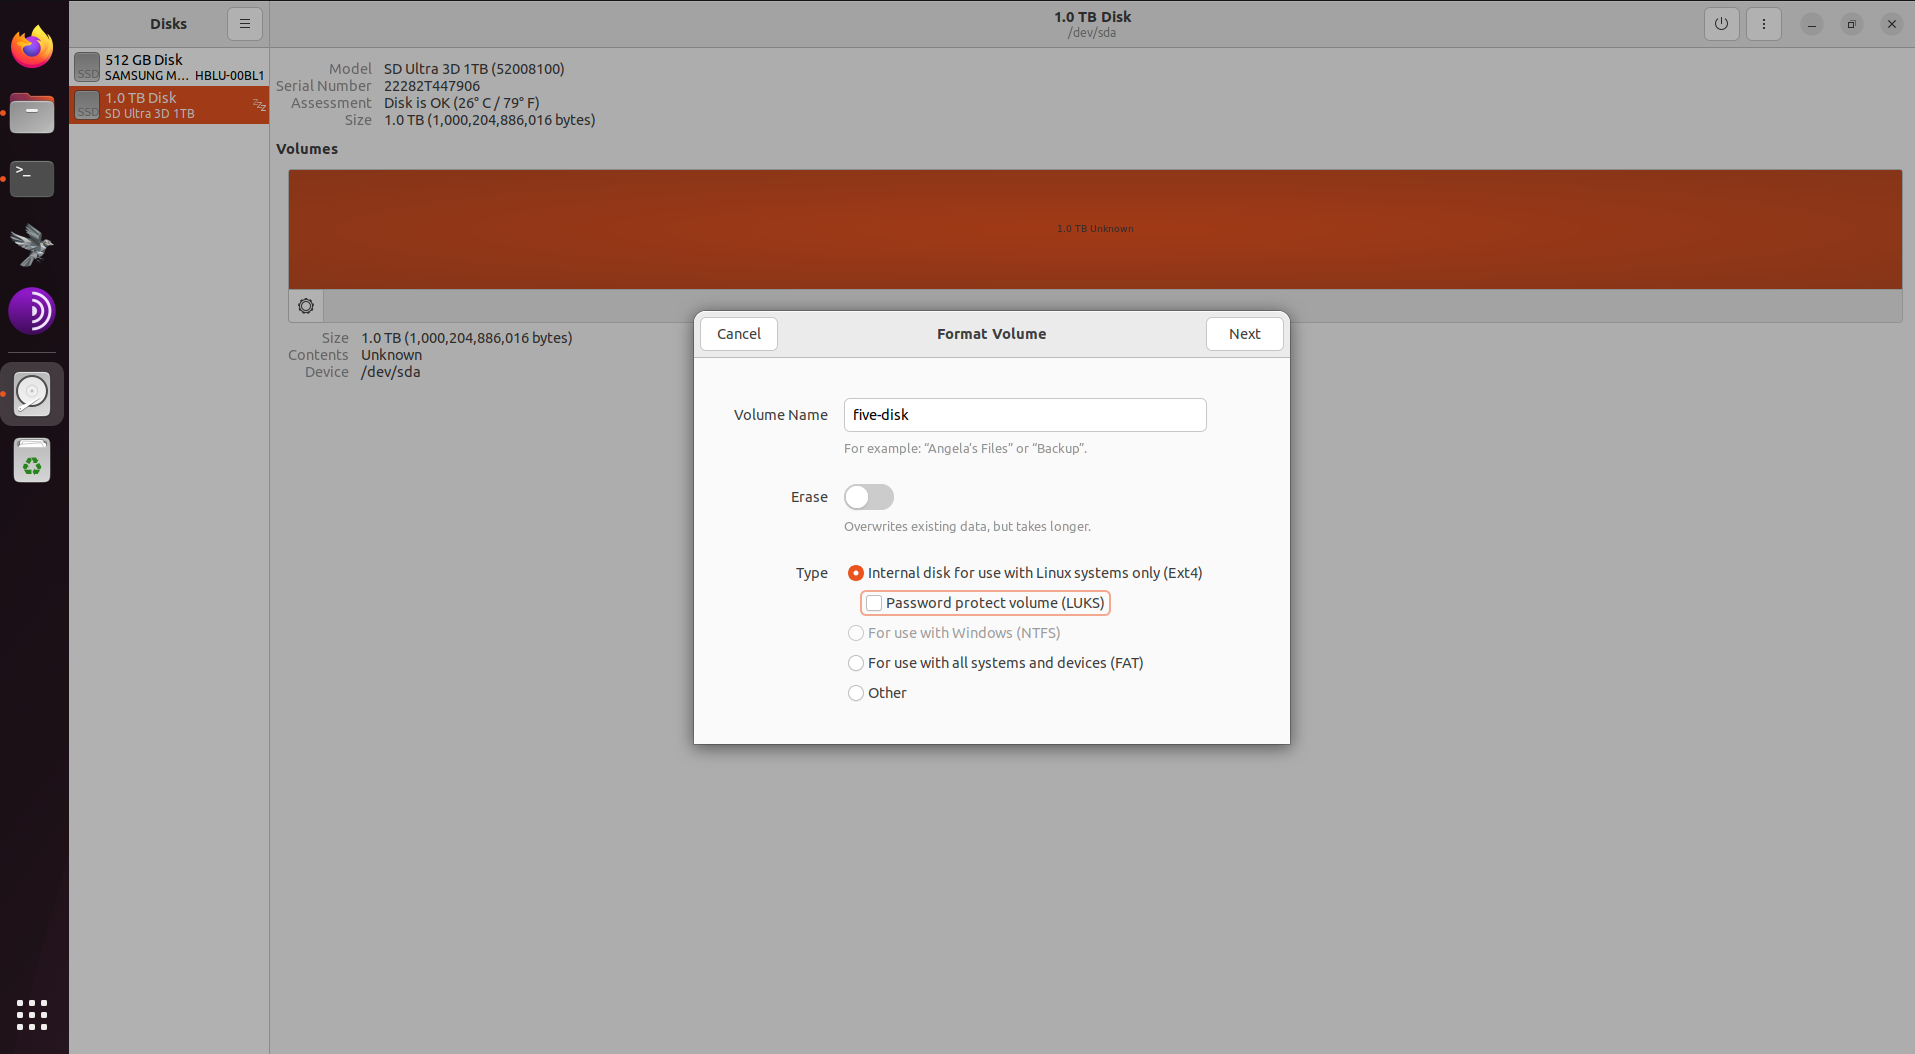 Disks
1.0 TB Disk
/dev/sda
512 GB Disk
SAMSUNG M... HBLU-00BL1
SSD
1.0 TB Disk
SD Ultra 3D 1TB
SSD
Model SD Ultra 3D 1TB (52008100)
Serial Number 22282T447906
Assessment Disk is OK (26° C / 79° F)
Size 1.0 TB (1,000,204,886,016 bytes)
Volumes
1.0 TB Unknown
Size 1.0 TB (1,000,204,886,016 bytes)
Contents Unknown
Device /dev/sda
Cancel Format Volume Next
Volume Name five-disk
For example: “Angela’s Files” or “Backup”.
Erase
Overwrites existing data, but takes longer.
Type Internal disk for use with Linux systems only (Ext4)
Password protect volume (LUKS)
For use with Windows (NTFS)
For use with all systems and devices (FAT)
Other